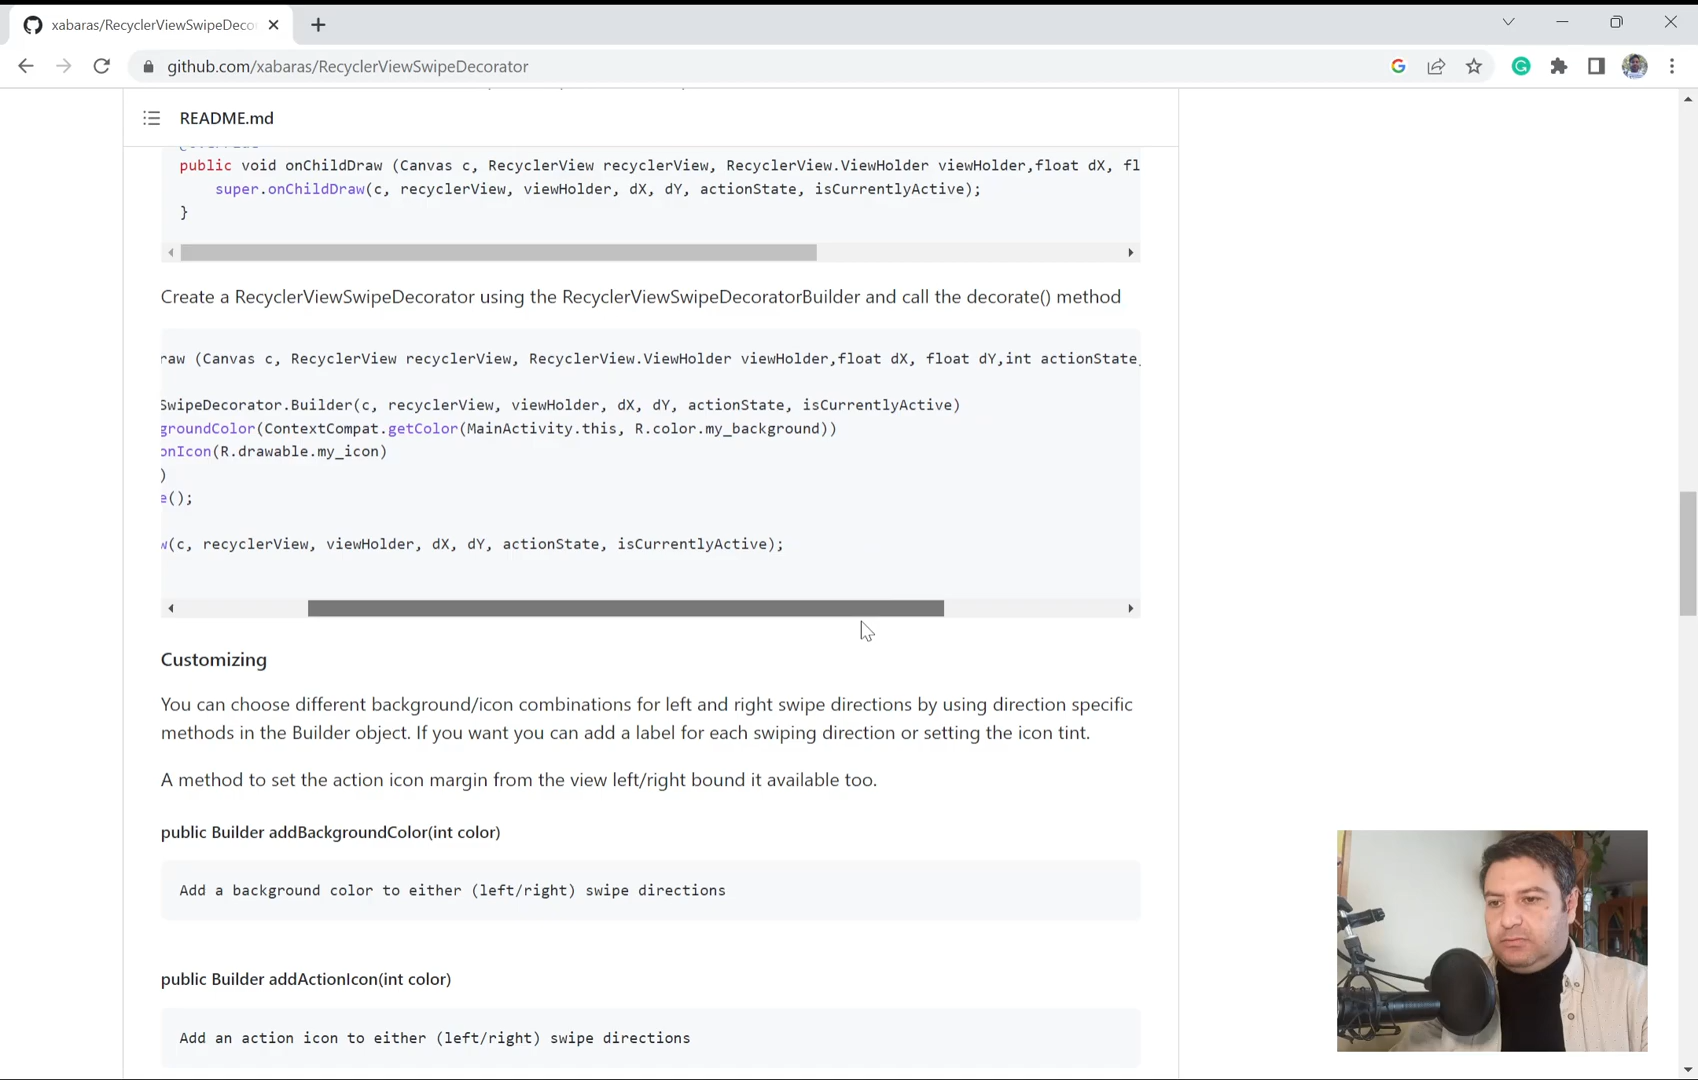 xabaras/RecyclerViewSwipeDeco
github.com/xabaras/RecyclerViewSwipeDecorator
README.md
public void onChildDraw (Canvas c, RecyclerView recyclerView, RecyclerView.ViewHolder viewHolder,float dX, fl
super.onChildDraw(c, recyclerView, viewHolder, dX, dY, actionState, isCurrentlyActive);
}
Create a RecyclerViewSwipeDecorator using the RecyclerViewSwipeDecoratorBuilder and call the decorate() method
raw (Canvas c, RecyclerView recyclerView, RecyclerView.ViewHolder viewHolder,float dX, float dY,int actionState,
SwipeDecorator.Builder(c, recyclerView, viewHolder, dX, dY, actionState, isCurrentlyActive)
groundColor(ContextCompat.getColor(MainActivity.this, R.color.my_background))
onIcon(R.drawable.my_icon)
)
e();
w(c, recyclerView, viewHolder, dX, dY, actionState, isCurrentlyActive);
Customizing
You can choose different background/icon combinations for left and right swipe directions by using direction specific
methods in the Builder object. If you want you can add a label for each swiping direction or setting the icon tint.
A method to set the action icon margin from the view left/right bound it available too.
public Builder addBackgroundColor(int color)
Add a background color to either (left/right) swipe directions
public Builder addActionIcon(int color)
Add an action icon to either (left/right) swipe directions